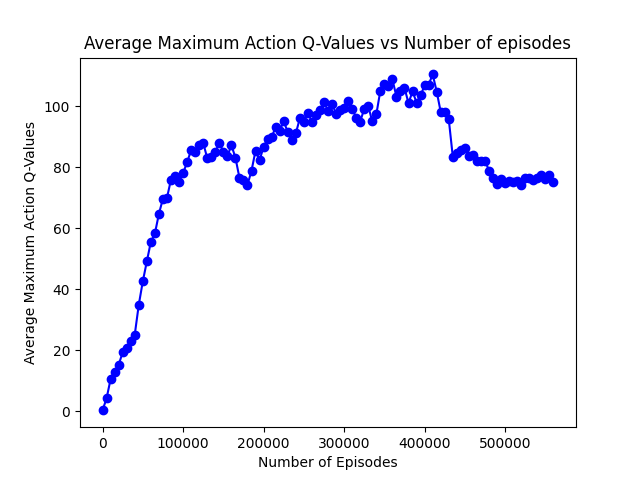 Average Maximum Action Q-Values vs Number of episodes
Average Maximum Action Q-Values
100
80
60
40
20
0
0 100000 200000 300000 400000 500000
Number of Episodes